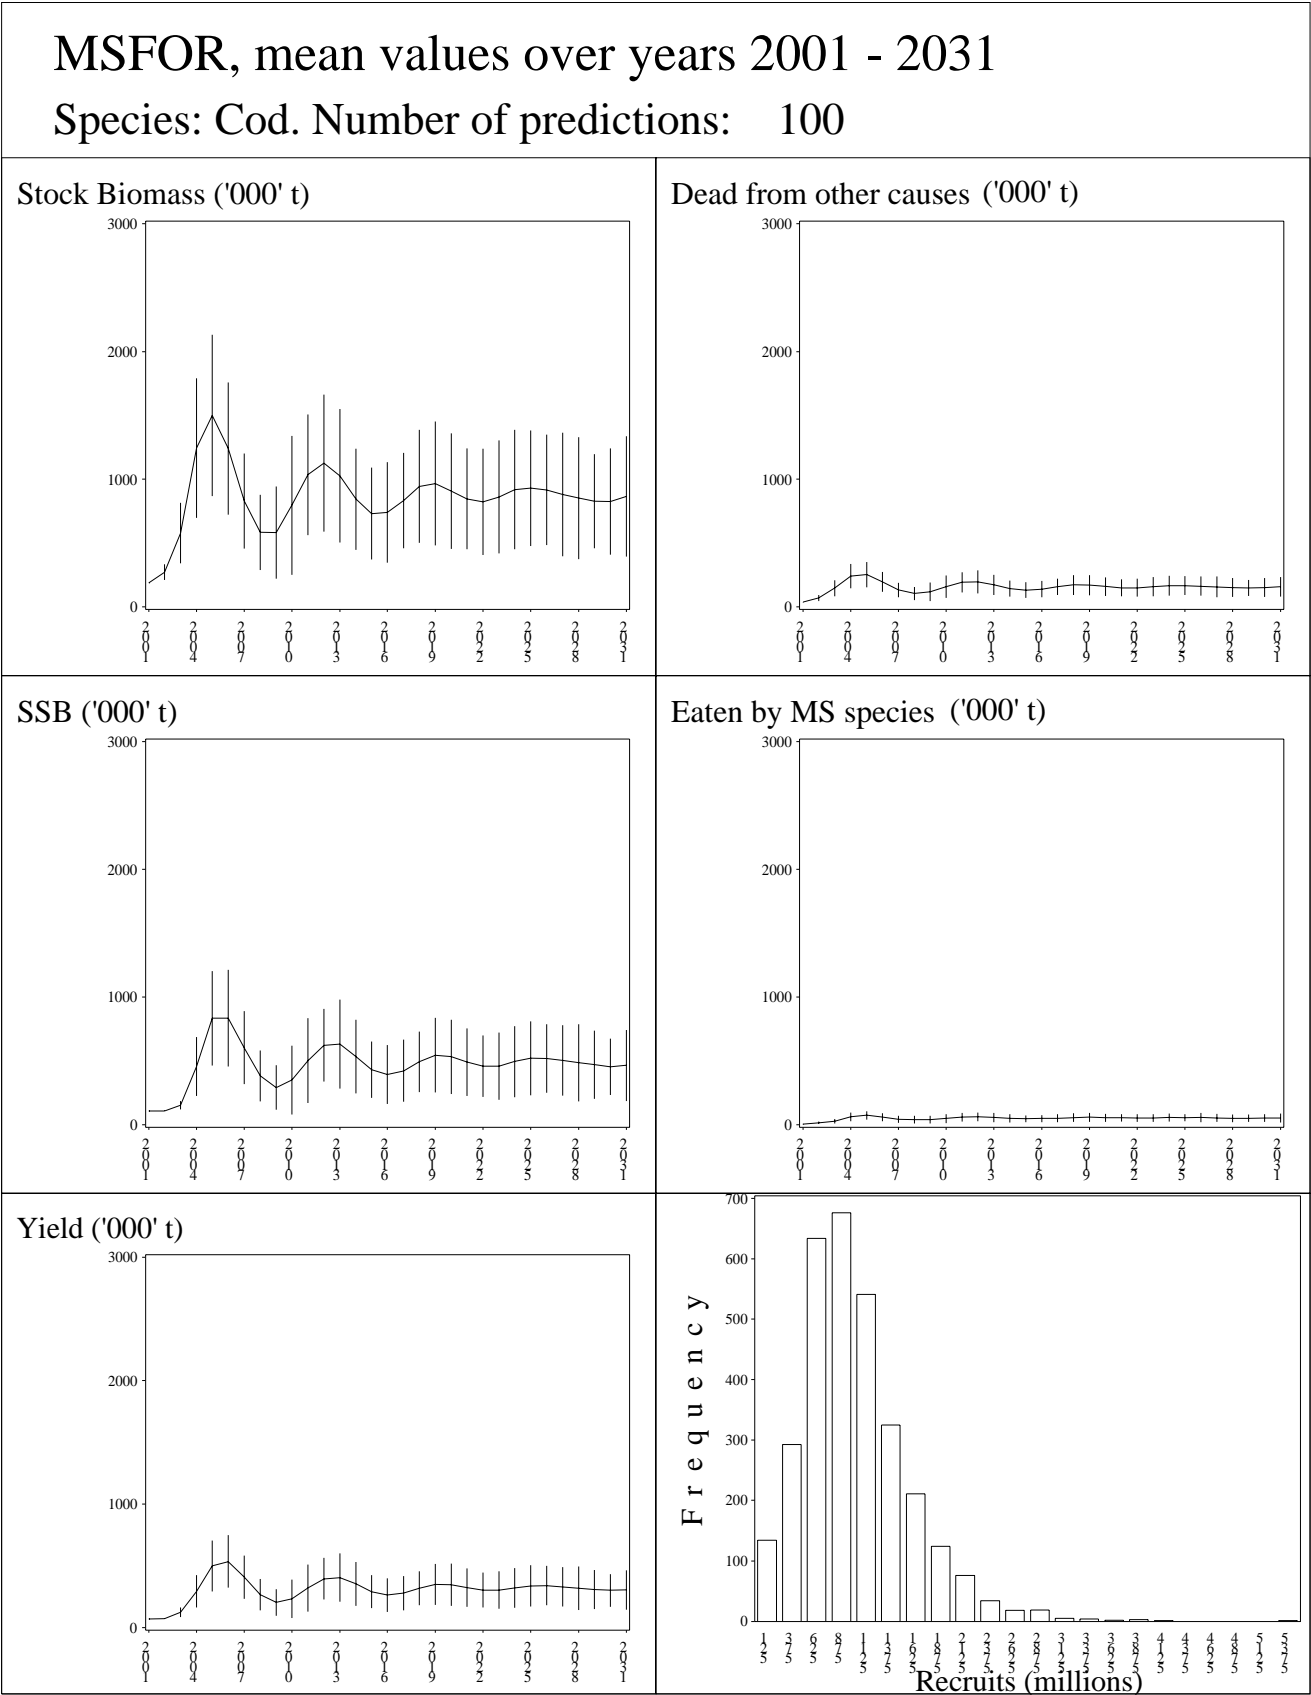 MSFOR, mean values over years 2001 - 2031
Species: Cod. Number of predictions: 100
Stock Biomass ('000' t)
3000
2000
1000
0
2001 2004 2007 2010 2013 2016 2019 2022 2025 2028 2031
Dead from other causes ('000' t)
3000
2000
1000
0
2001 2004 2007 2010 2013 2016 2019 2022 2025 2028 2031
SSB ('000' t)
3000
2000
1000
0
2001 2004 2007 2010 2013 2016 2019 2022 2025 2028 2031
Eaten by MS species ('000' t)
3000
2000
1000
0
2001 2004 2007 2010 2013 2016 2019 2022 2025 2028 2031
Yield ('000' t)
3000
2000
1000
0
2001 2004 2007 2010 2013 2016 2019 2022 2025 2028 2031
Frequency
700
600
500
400
300
200
100
0
125 375 625 875 1125 1375 1625 1875 2125 2375 2625 2875 3125 3375 3625 3875 4125 4375 4625 4875 5125 5375
Recruits (millions)